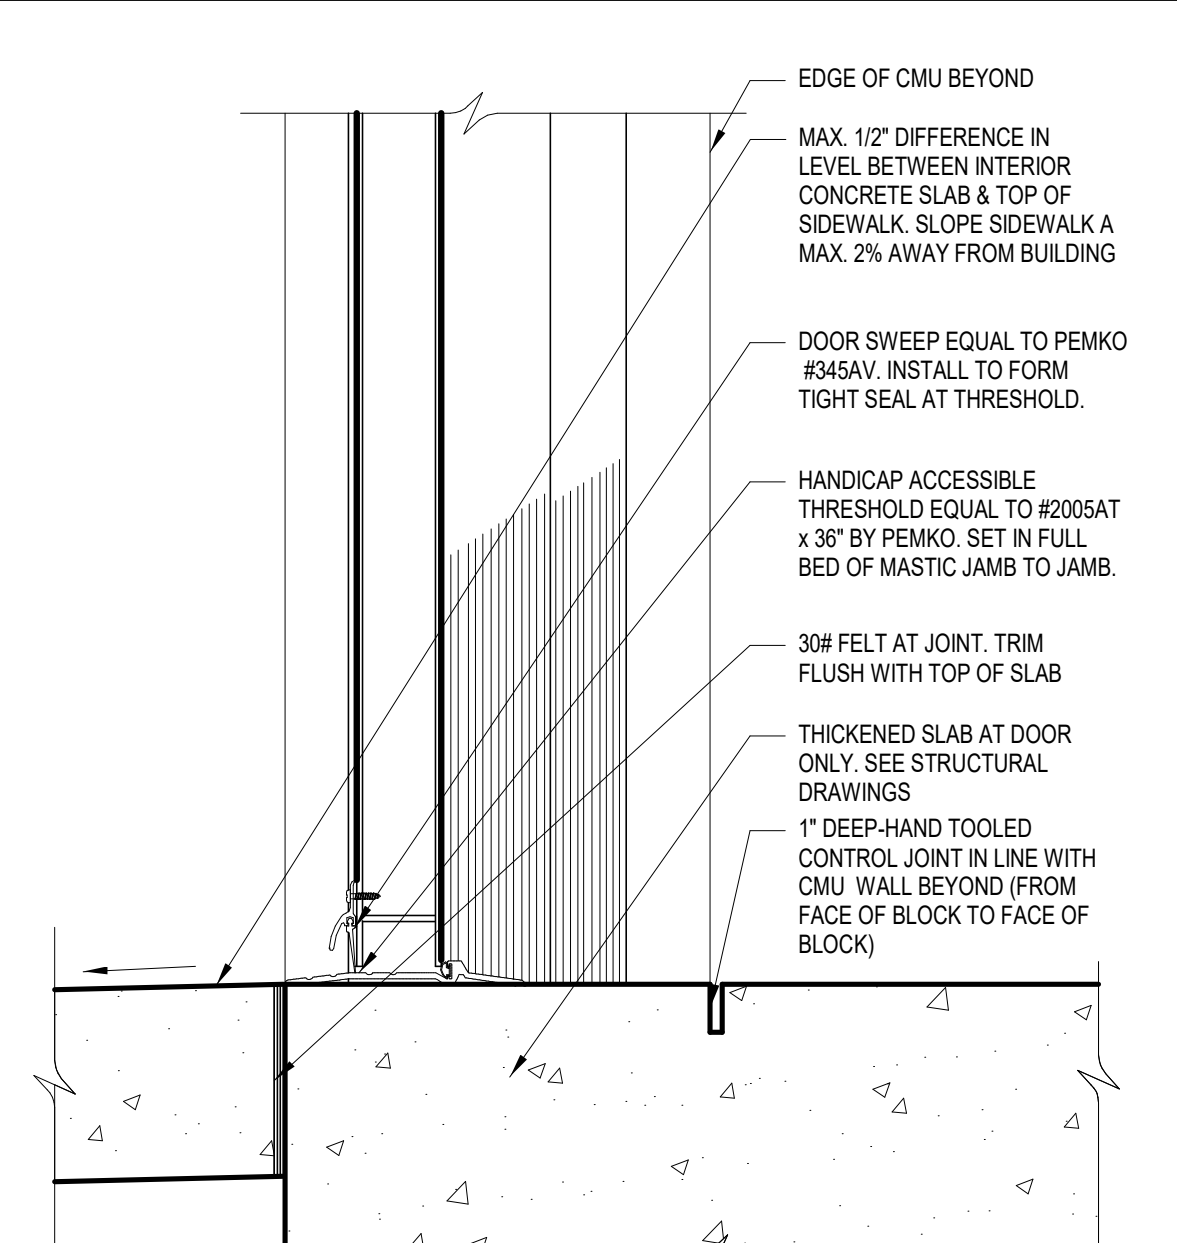 EDGE OF CMU BEYOND
MAX. 1/2" DIFFERENCE IN
LEVEL BETWEEN INTERIOR
CONCRETE SLAB & TOP OF
SIDEWALK. SLOPE SIDEWALK A
MAX. 2% AWAY FROM BUILDING
DOOR SWEEP EQUAL TO PEMKO
#345AV. INSTALL TO FORM
TIGHT SEAL AT THRESHOLD.
HANDICAP ACCESSIBLE
THRESHOLD EQUAL TO #2005AT
x 36" BY PEMKO. SET IN FULL
BED OF MASTIC JAMB TO JAMB.
30# FELT AT JOINT. TRIM
FLUSH WITH TOP OF SLAB
THICKENED SLAB AT DOOR
ONLY. SEE STRUCTURAL
DRAWINGS
1" DEEP-HAND TOOLED
CONTROL JOINT IN LINE WITH
CMU WALL BEYOND (FROM
FACE OF BLOCK TO FACE OF
BLOCK)